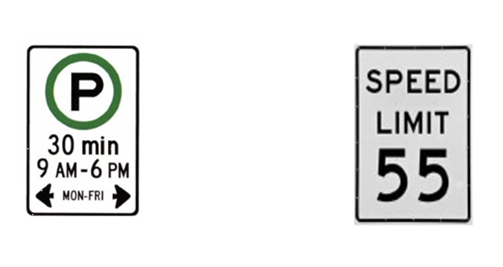 P
30 min
9 AM-6 PM
MON-FRI
SPEED
LIMIT
55